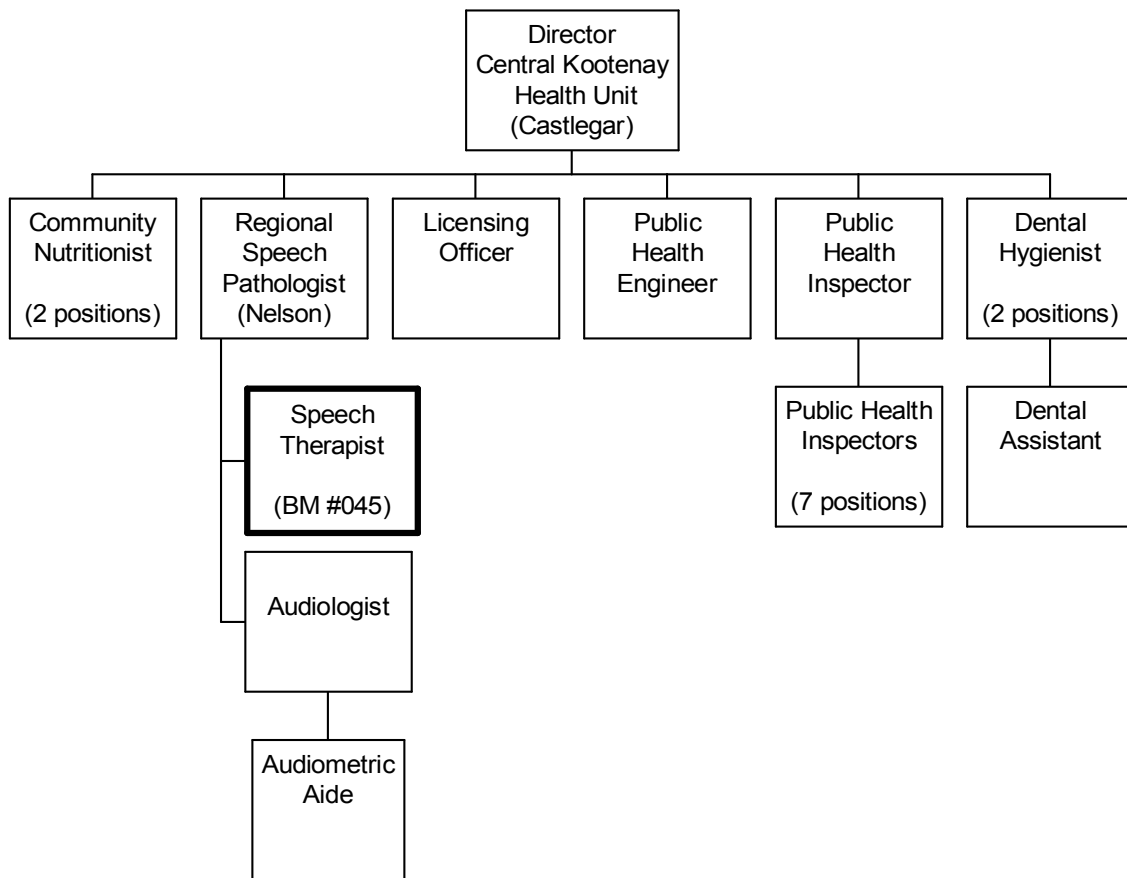 Director
Central Kootenay
Health Unit
(Castlegar)
Community
Nutritionist
(2 positions)
Regional
Speech
Pathologist
(Nelson)
Licensing
Officer
Public
Health
Engineer
Public
Health
Inspector
Dental
Hygienist
(2 positions)
Speech
Therapist
(BM #045)
Public Health
Inspectors
(7 positions)
Dental
Assistant
Audiologist
Audiometric
Aide